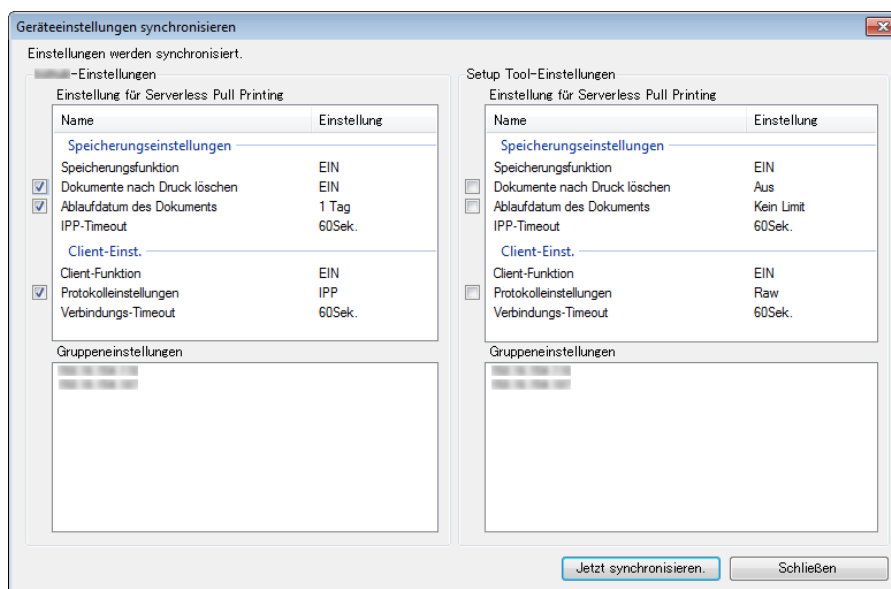 Geräteeinstellungen synchronisieren
Einstellungen werden synchronisiert.
-Einstellungen
Einstellung für Serverless Pull Printing
Name Einstellung
Speicherungseinstellungen
Speicherungsfunktion EIN
Dokumente nach Druck löschen EIN
Ablaufdatum des Dokuments 1 Tag
IPP-Timeout 60Sek.
Client-Einst.
Client-Funktion EIN
Protokolleinstellungen IPP
Verbindungs-Timeout 60Sek.
Gruppeneinstellungen
Setup Tool-Einstellungen
Einstellung für Serverless Pull Printing
Name Einstellung
Speicherungseinstellungen
Speicherungsfunktion EIN
Dokumente nach Druck löschen Aus
Ablaufdatum des Dokuments Kein Limit
IPP-Timeout 60Sek.
Client-Einst.
Client-Funktion EIN
Protokolleinstellungen Raw
Verbindungs-Timeout 60Sek.
Gruppeneinstellungen
Jetzt synchronisieren. Schließen